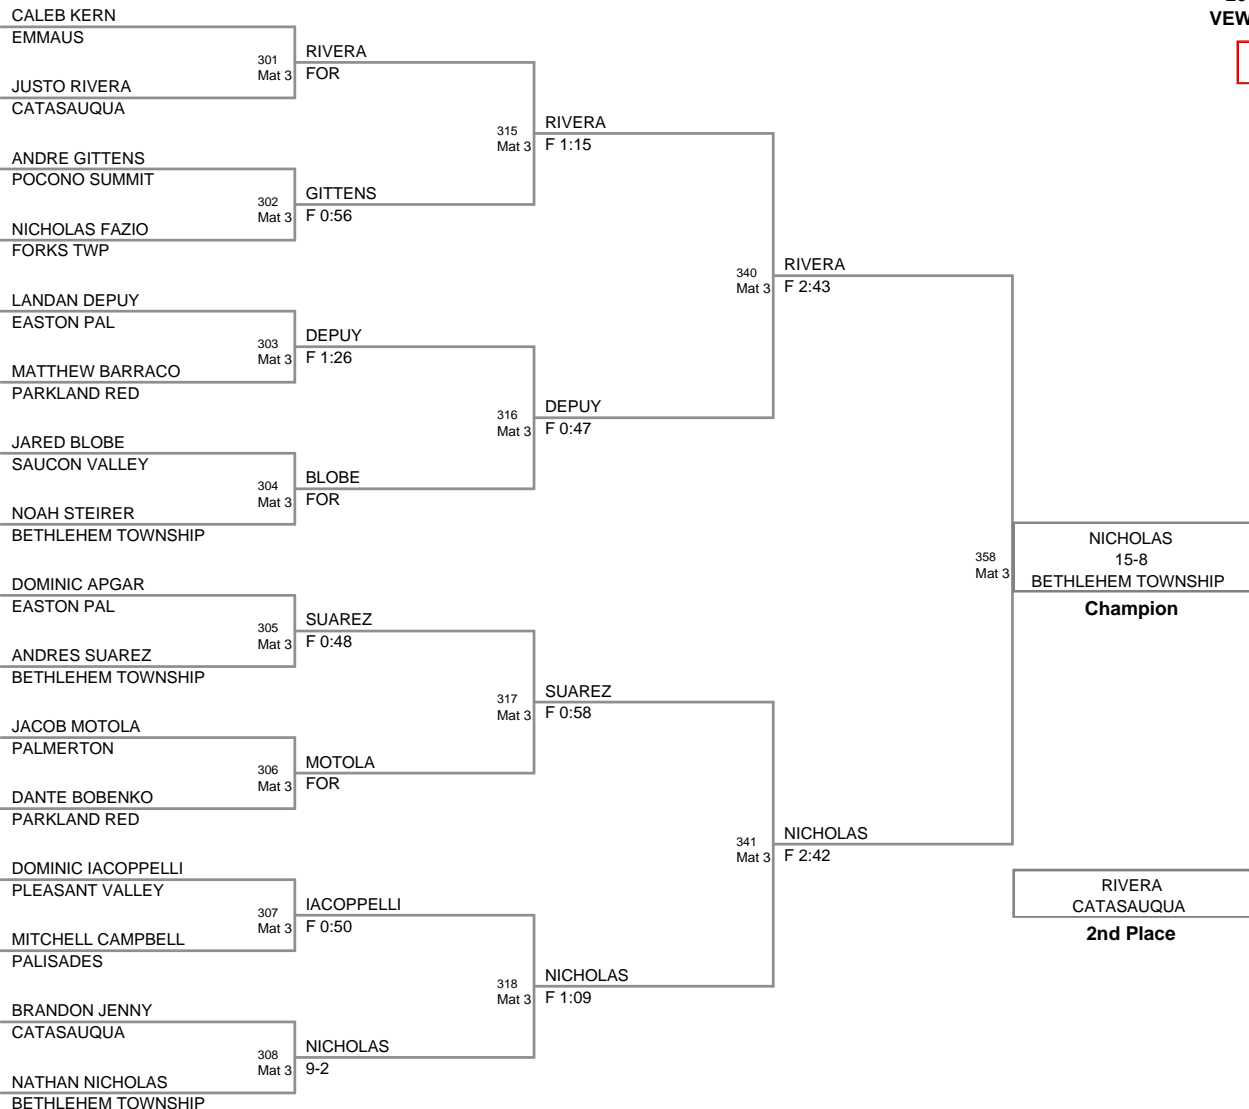 VEW
CALEB KERN
EMMAUS
301
Mat 3
RIVERA
FOR
JUSTO RIVERA
CATASAUQUA
315
Mat 3
RIVERA
F 1:15
ANDRE GITTENS
POCONO SUMMIT
302
Mat 3
GITTENS
F 0:56
NICHOLAS FAZIO
FORKS TWP
340
Mat 3
RIVERA
F 2:43
LANDAN DEPUY
EASTON PAL
303
Mat 3
DEPUY
F 1:26
MATTHEW BARRACO
PARKLAND RED
316
Mat 3
DEPUY
F 0:47
JARED BLOBE
SAUCON VALLEY
304
Mat 3
BLOBE
FOR
NOAH STEIRER
BETHLEHEM TOWNSHIP
358
Mat 3
NICHOLAS
15-8
BETHLEHEM TOWNSHIP
Champion
DOMINIC APGAR
EASTON PAL
305
Mat 3
SUAREZ
F 0:48
ANDRES SUAREZ
BETHLEHEM TOWNSHIP
317
Mat 3
SUAREZ
F 0:58
JACOB MOTOLA
PALMERTON
306
Mat 3
MOTOLA
FOR
DANTE BOBENKO
PARKLAND RED
341
Mat 3
NICHOLAS
F 2:42
DOMINIC IACOPPELLI
PLEASANT VALLEY
307
Mat 3
IACOPPELLI
F 0:50
MITCHELL CAMPBELL
PALISADES
RIVERA
CATASAUQUA
2nd Place
318
Mat 3
NICHOLAS
F 1:09
BRANDON JENNY
CATASAUQUA
308
Mat 3
NICHOLAS
9-2
NATHAN NICHOLAS
BETHLEHEM TOWNSHIP